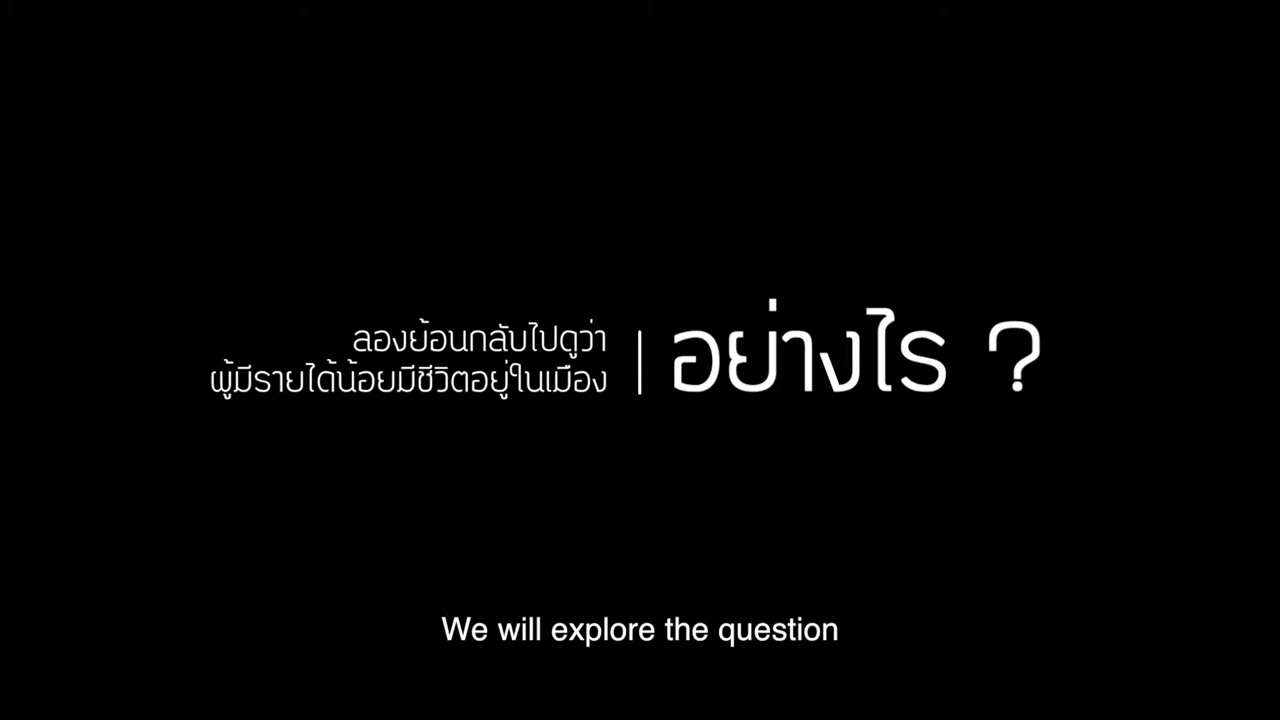 ลองย้อนกลับไปดูว่า
ผู้มีรายได้น้อยมีชีวิตอยู่ในเมือง
อย่างไร ?
We will explore the question